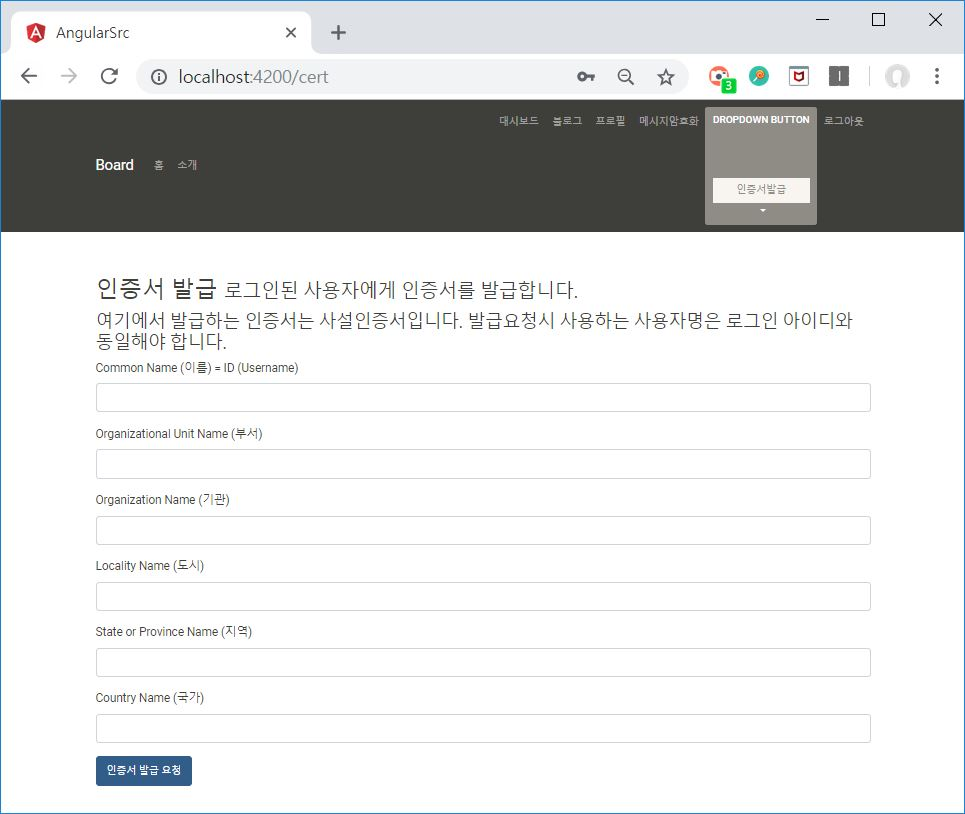 AngularSrc
localhost:4200/cert
3
대시보드 블로그 프로필 메시지암호화 DROPDOWN BUTTON 로그아웃
Board 홈 소개
인증서발급
인증서 발급 로그인된 사용자에게 인증서를 발급합니다.
여기에서 발급하는 인증서는 사설인증서입니다. 발급요청시 사용하는 사용자명은 로그인 아이디와
동일해야 합니다.
Common Name (이름) = ID (Username)
Organizational Unit Name (부서)
Organization Name (기관)
Locality Name (도시)
State or Province Name (지역)
Country Name (국가)
인증서 발급 요청